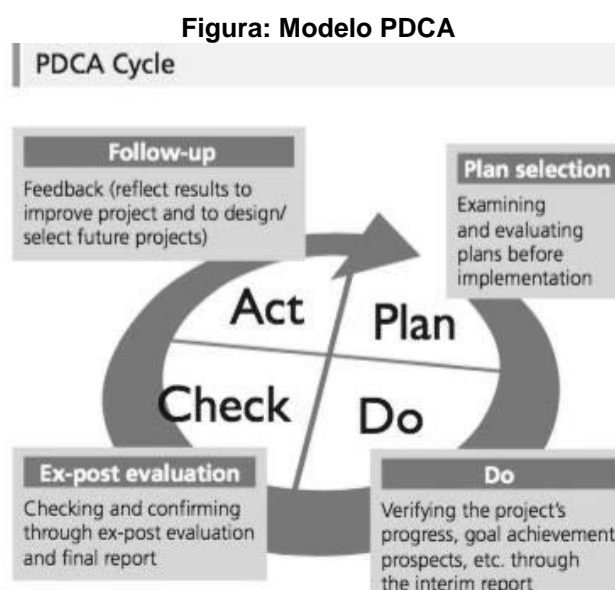 Figura: Modelo PDCA
PDCA Cycle
Follow-up
Feedback (reflect results to
improve project and to design/
select future projects)
Plan selection
Examining
and evaluating
plans before
implementation
Act
Plan
Check
Do
Ex-post evaluation
Checking and confirming
through ex-post evaluation
and final report
Do
Verifying the project's
progress, goal achievement
prospects, etc. through
the interim report